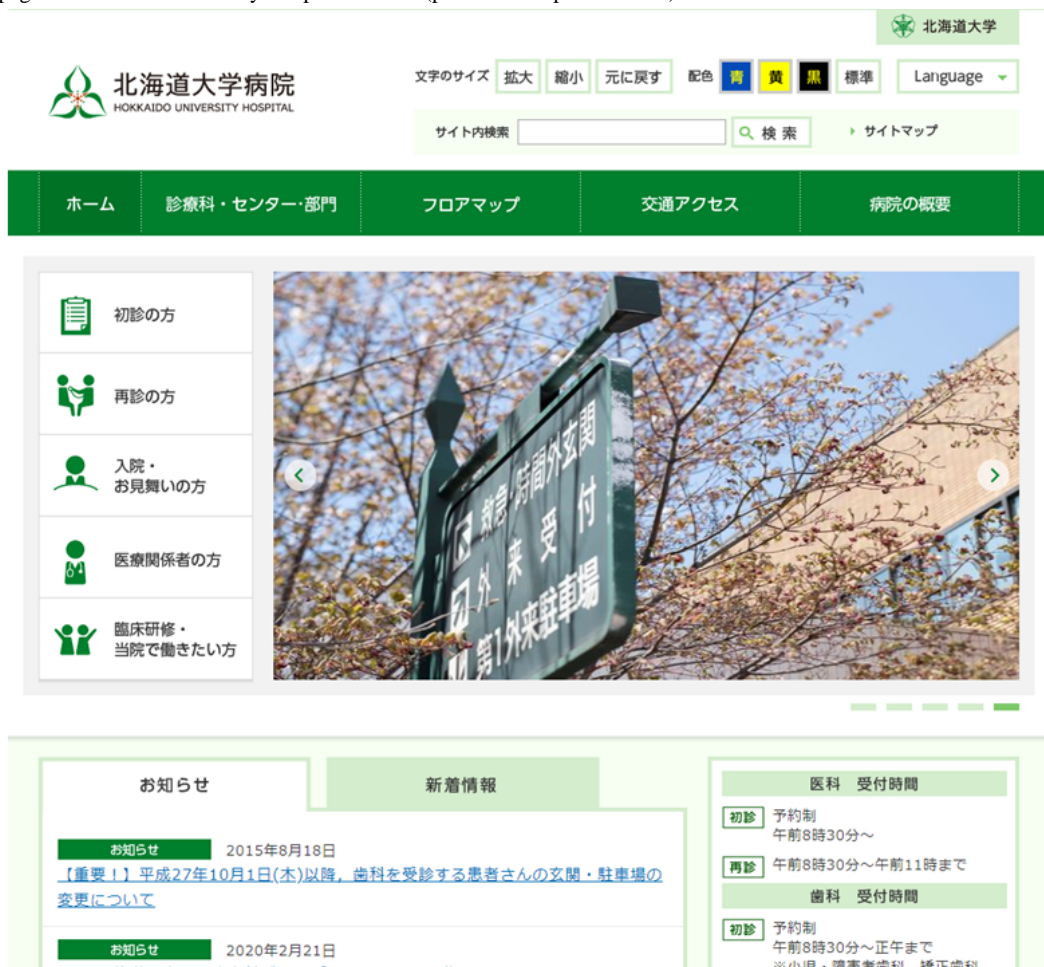 北海道大学
北海道大学病院
HOKKAIDO UNIVERSITY HOSPITAL
文字のサイズ 拡大 縮小 元に戻す 配色 青 黄 黒 標準 Language
サイト内検索 検索 サイトマップ
ホーム 診療科・センター・部門 フロアマップ 交通アクセス 病院の概要
初診の方
再診の方
入院・
お見舞いの方
医療関係者の方
臨床研修・
当院で働きたい方
救急・時間外玄関
外来受付
第1外来駐車場
お知らせ 新着情報
お知らせ 2015年8月18日
【重要！】平成27年10月1日(木)以降，歯科を受診する患者さんの玄関・駐車場の
変更について
お知らせ 2020年2月21日
医科 受付時間
初診 予約制
午前8時30分～
再診 午前8時30分～午前11時まで
歯科 受付時間
初診 予約制
午前8時30分～正午まで